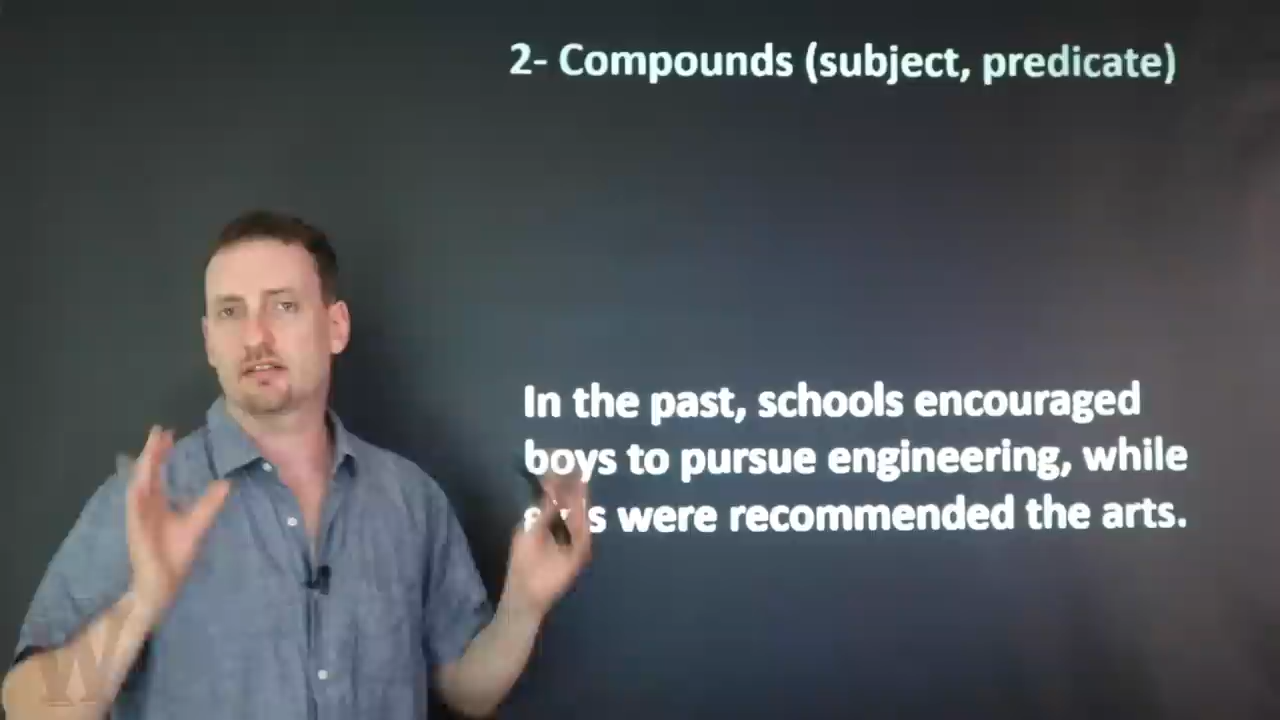 2- Compounds (subject, predicate)
In the past, schools encouraged
boys to pursue engineering, while
were recommended the arts.
W